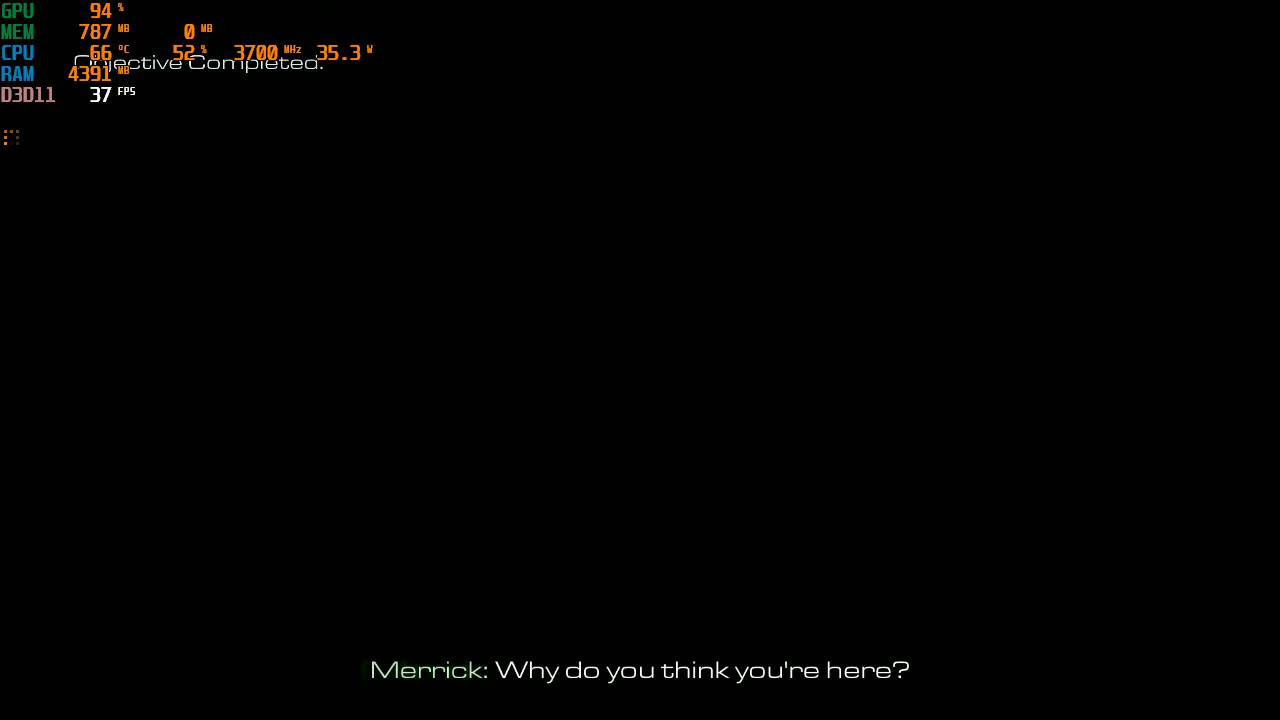 GPU 94 %
MEM 787 MB 0 MB
CPU 66 °C 52 % 3700 MHz 35.3 W
Objective Completed.
RAM 4391 MB
D3D11 37 FPS
Merrick: Why do you think you're here?